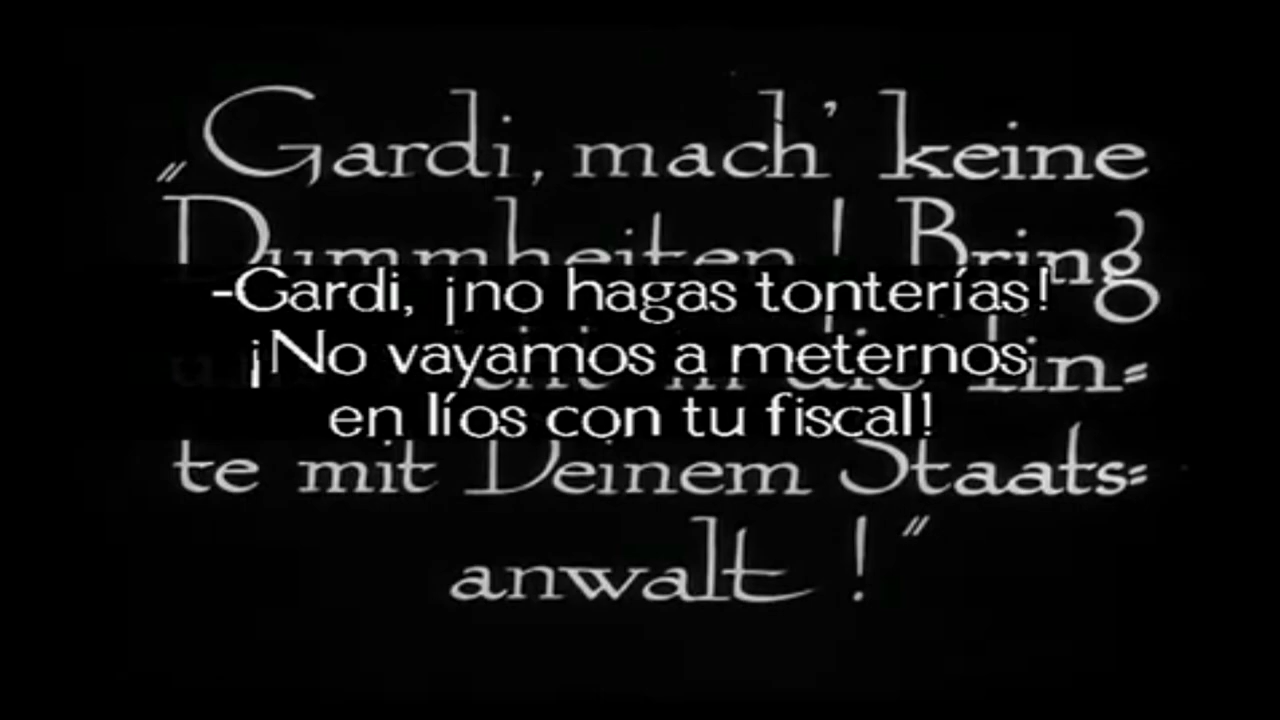 „Gardi, mach' keine
Dummheiten! Bring
-Gardi, ¡no hagas tonterías!
¡No vayamos a meternos
en líos con tu fiscal!
te mit Deinem Staats=
anwalt!"